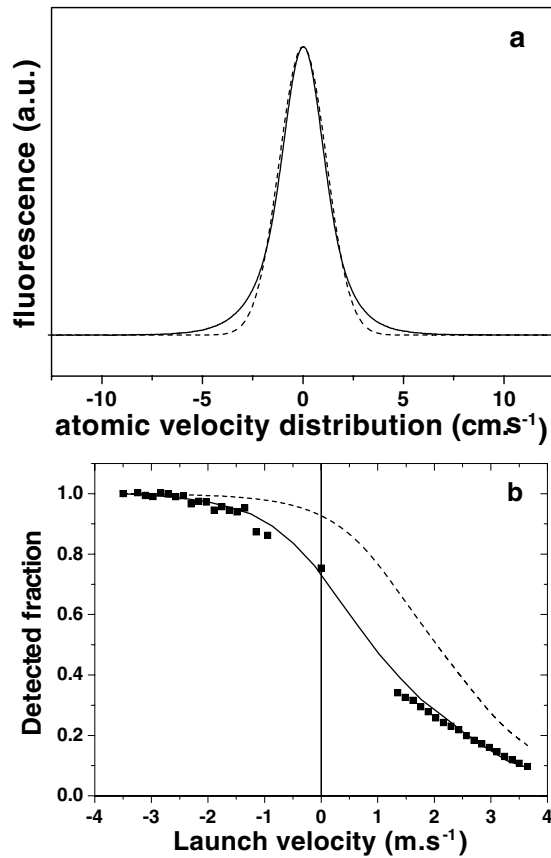 a
fluorescence (a.u.)
-10 -5 0 5 10
atomic velocity distribution (cm.s-1)
b
Detected fraction
1.0
0.8
0.6
0.4
0.2
0.0
-4 -3 -2 -1 0 1 2 3 4
Launch velocity (m.s-1)